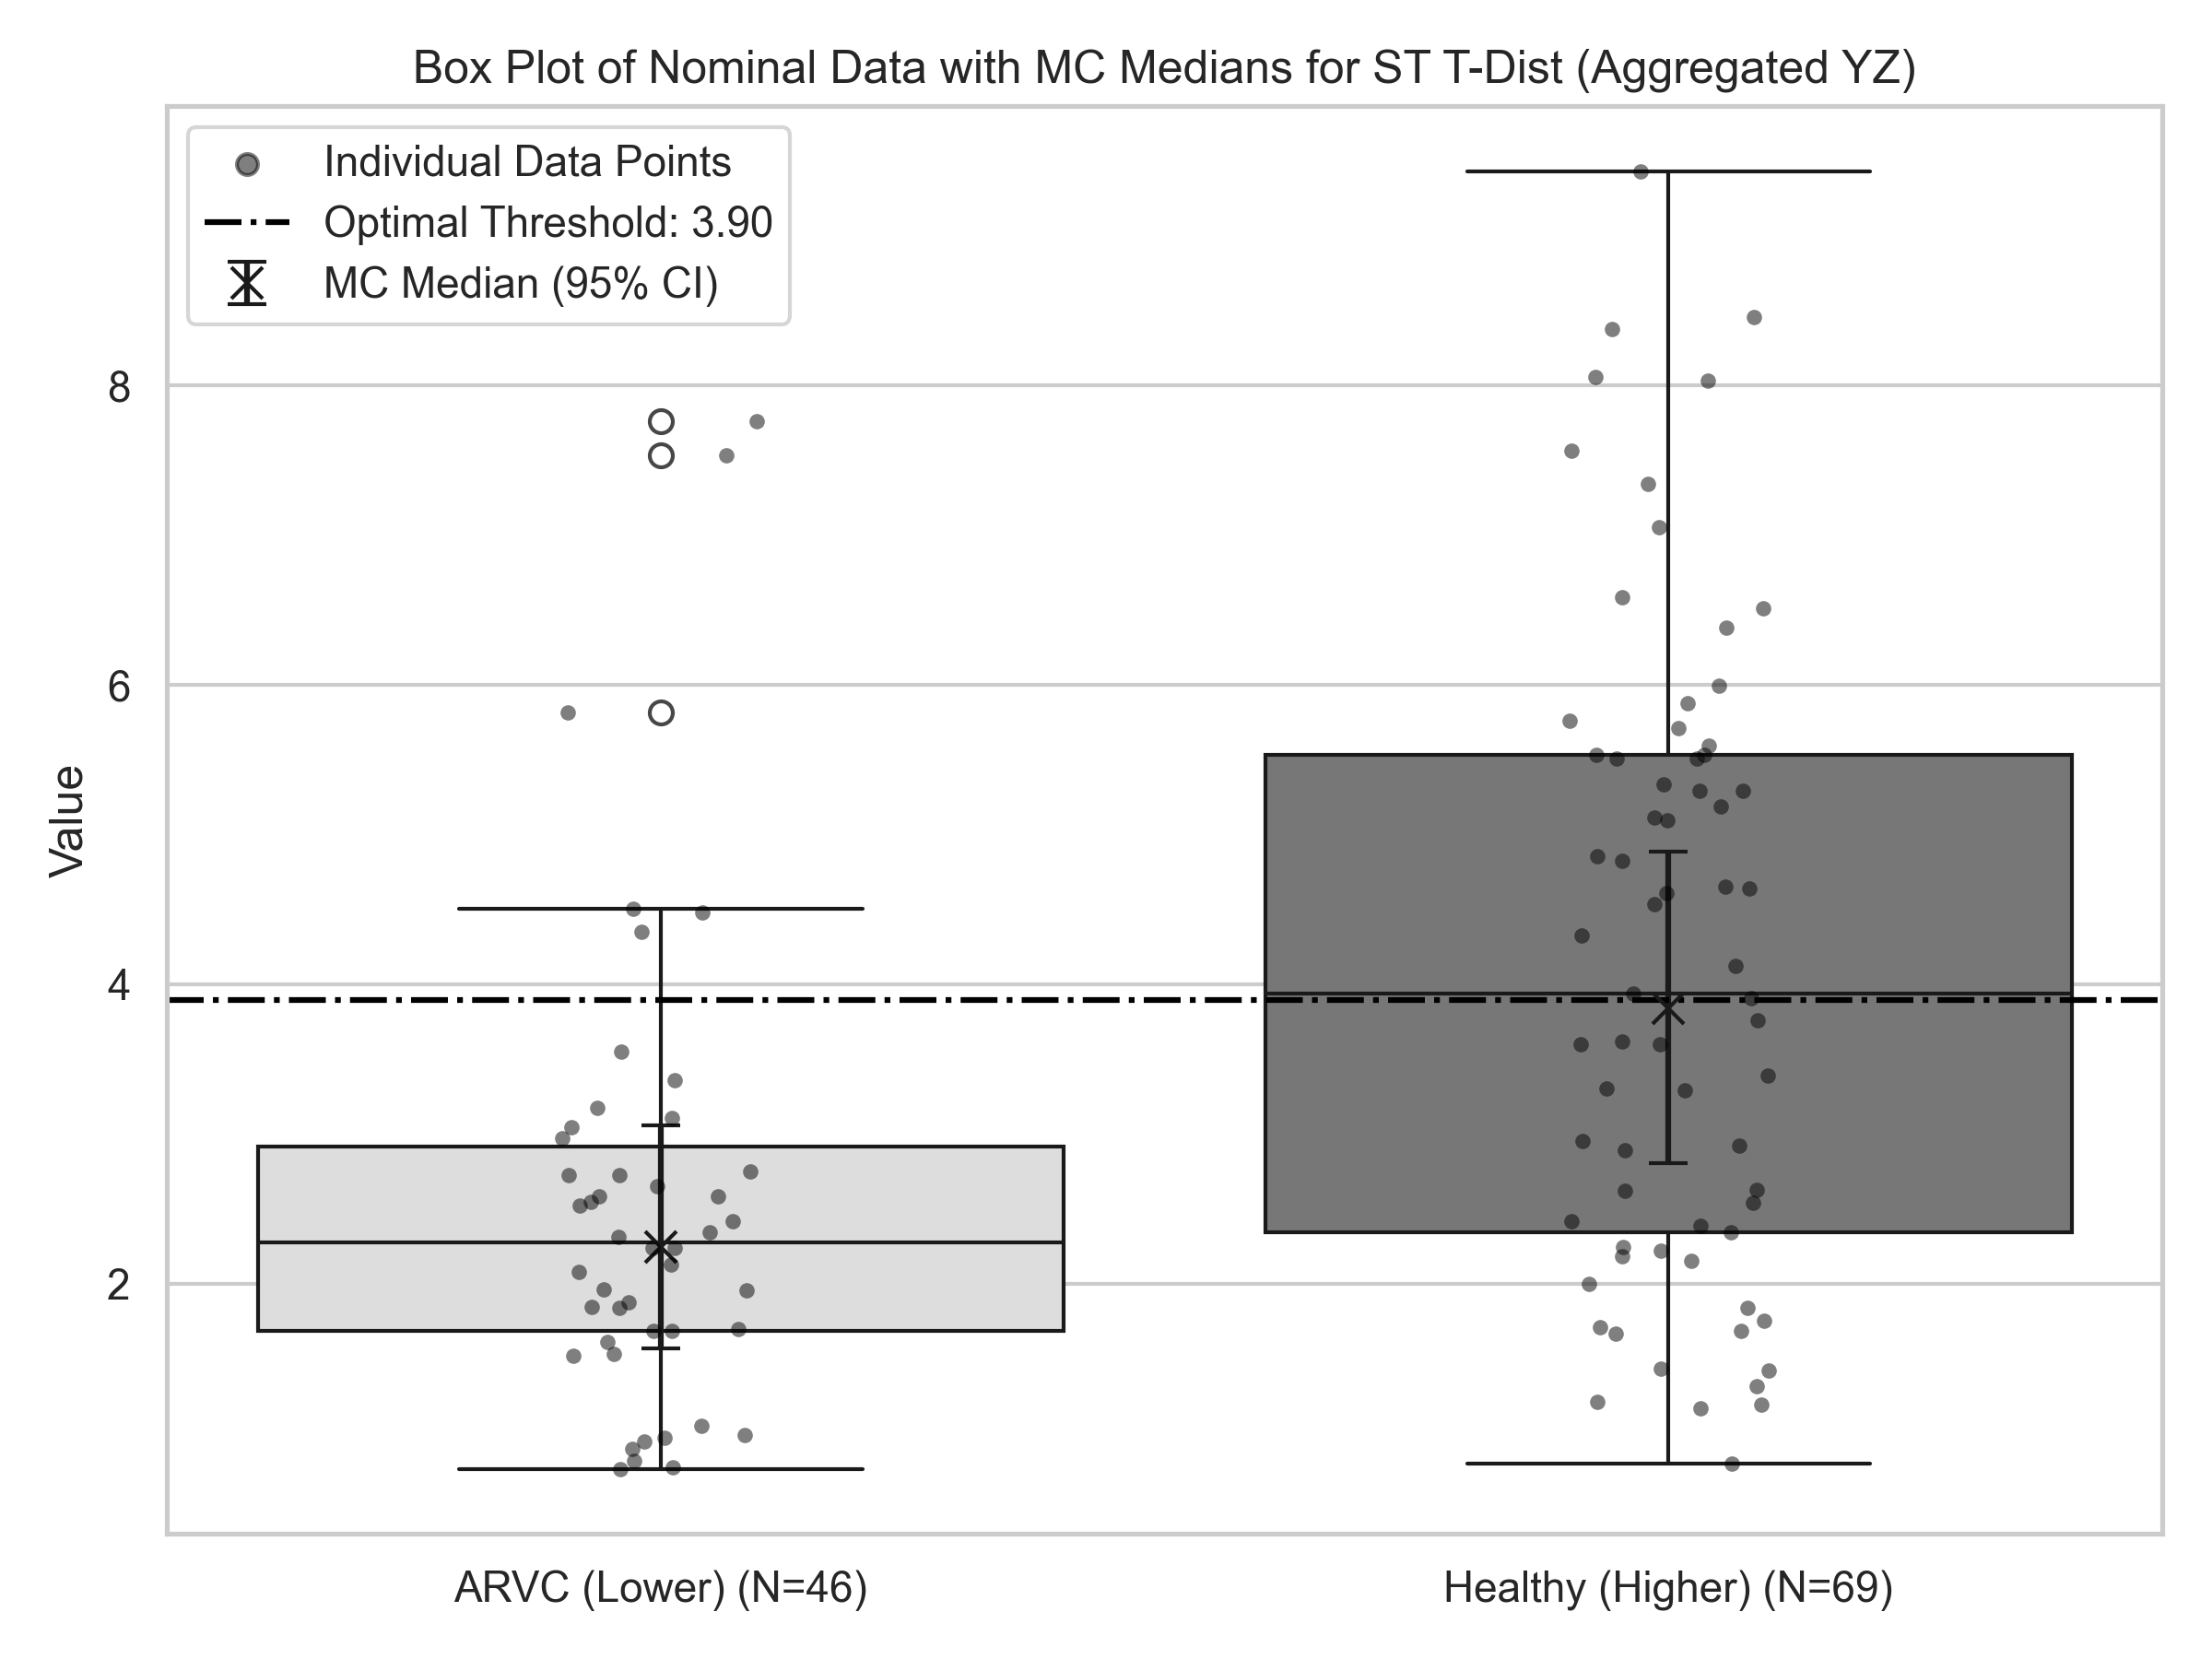 Box Plot of Nominal Data with MC Medians for ST T-Dist (Aggregated YZ)
Individual Data Points
Optimal Threshold: 3.90
MC Median (95% CI)
8
6
4
2
Value
ARVC (Lower) (N=46)
Healthy (Higher) (N=69)